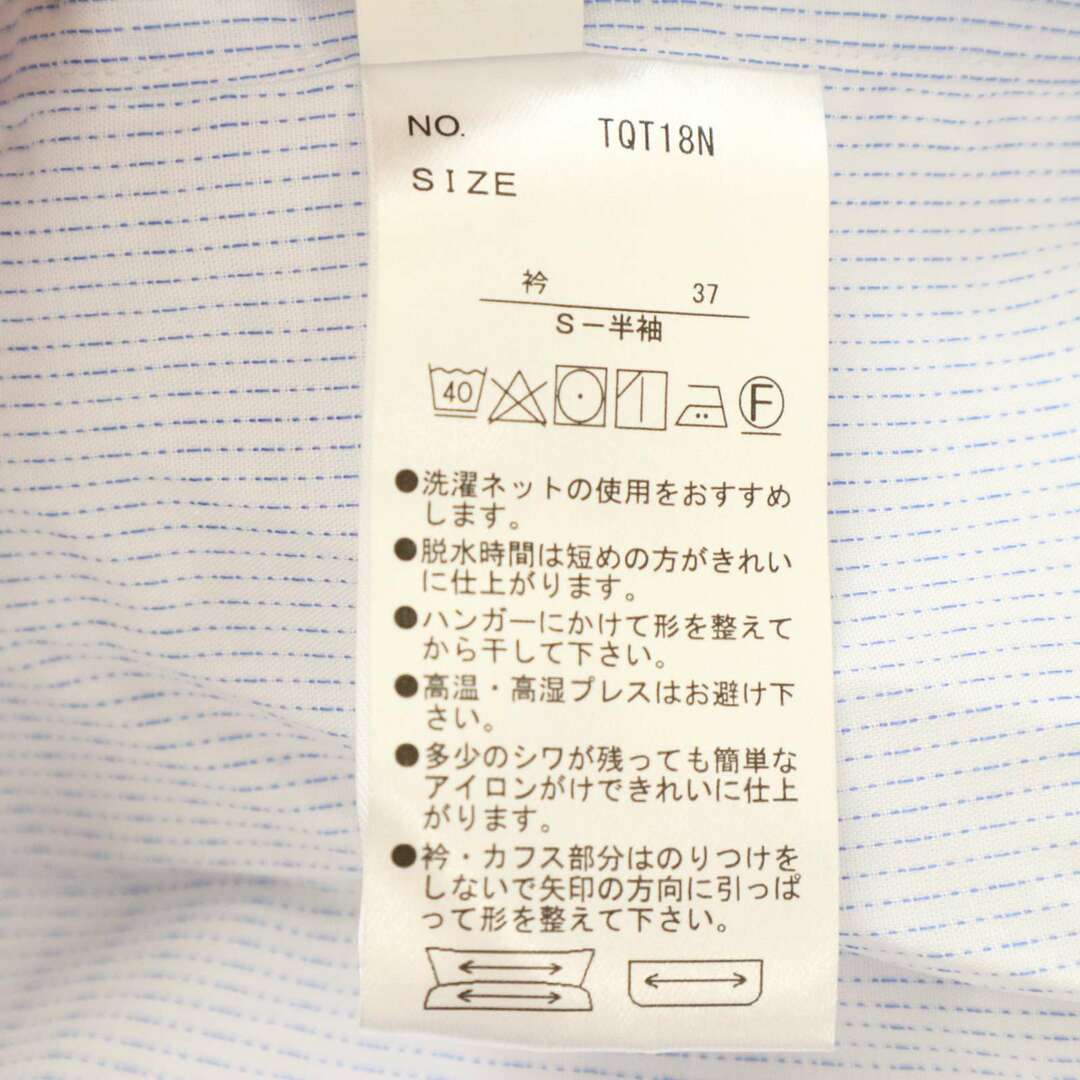 NO. TQT18N
SIZE
衿 37
S－半袖
40 F
●洗濯ネットの使用をおすすめ
します。
●脱水時間は短めの方がきれい
に仕上がります。
●ハンガーにかけて形を整えて
から干して下さい。
●高温・高湿プレスはお避け下
さい。
●多少のシワが残っても簡単な
アイロンがけできれいに仕上
がります。
●衿・カフス部分はのりつけを
しないで矢印の方向に引っぱ
って形を整えて下さい。